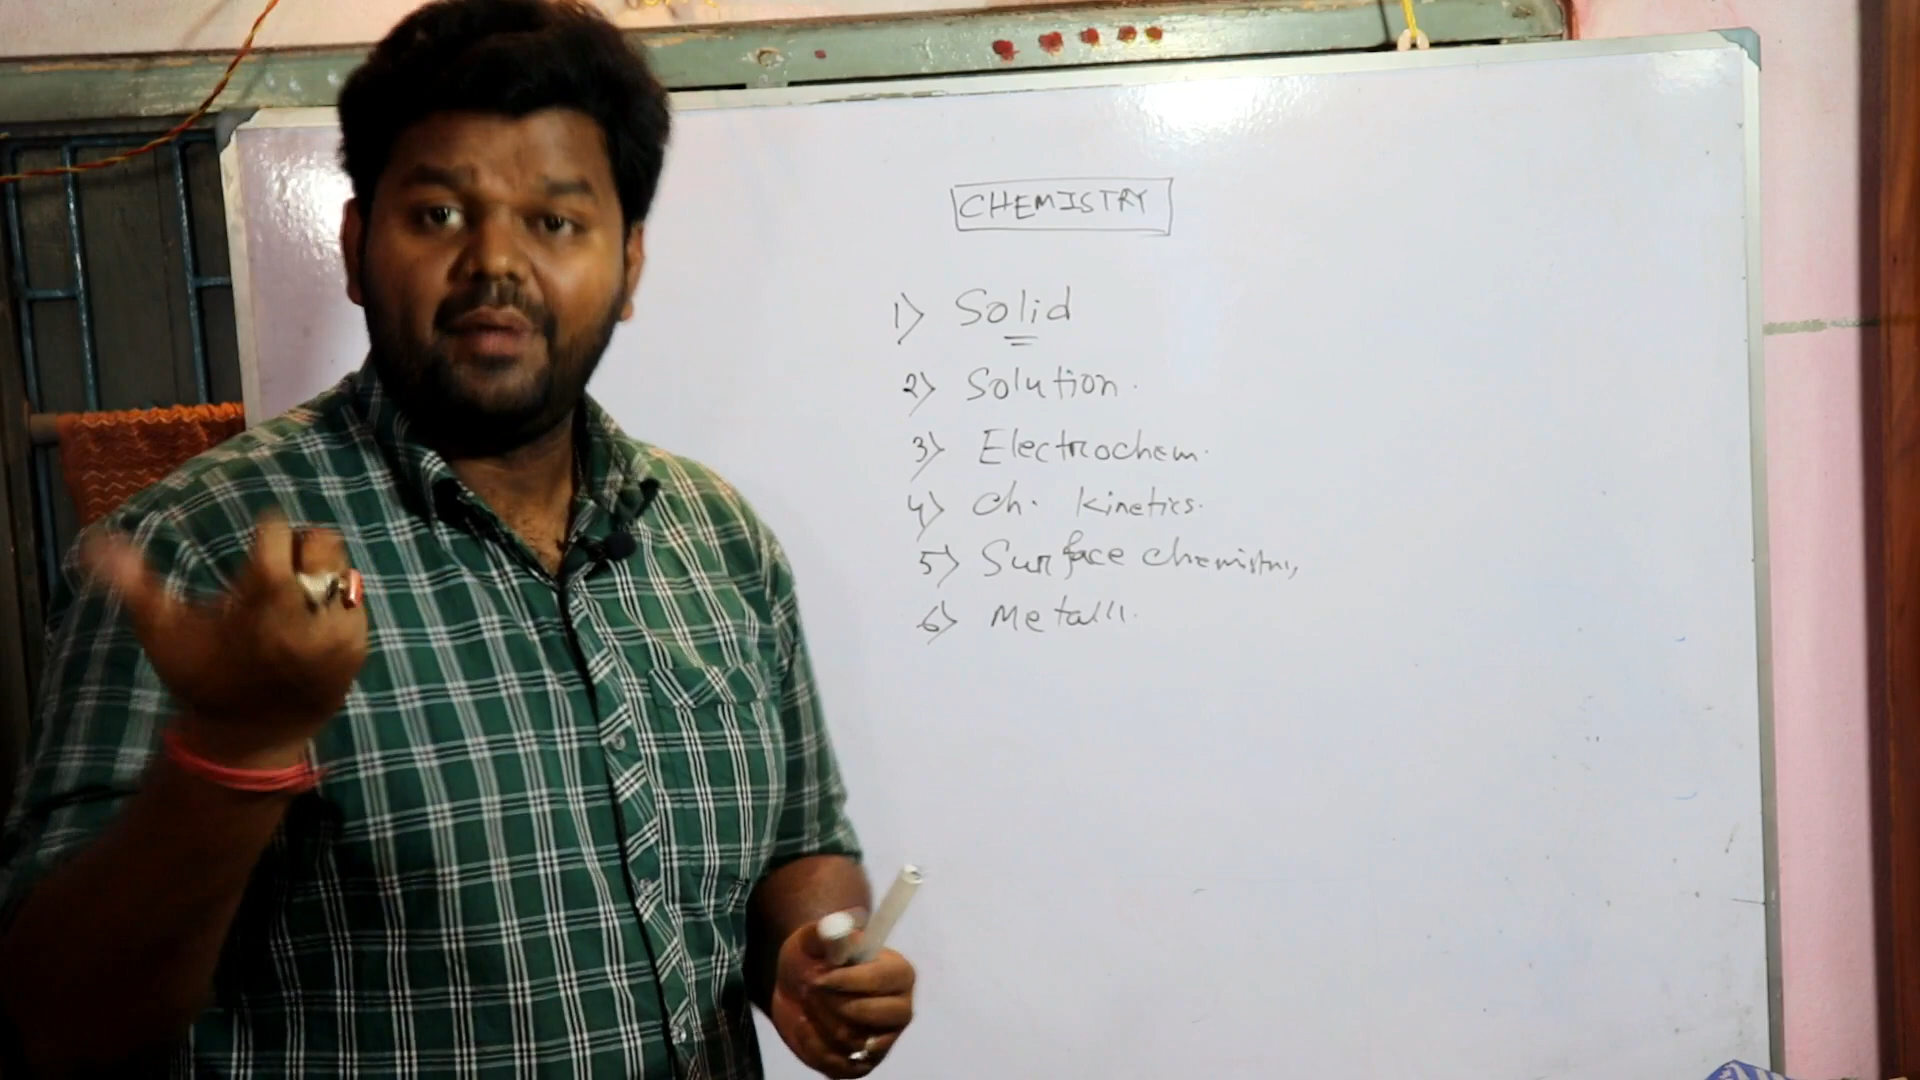 CHEMISTRY
1) Solid
2) Solution.
3) Electrochem.
4) Ch. Kinetics.
5) Surface chemistry
6) Metall.